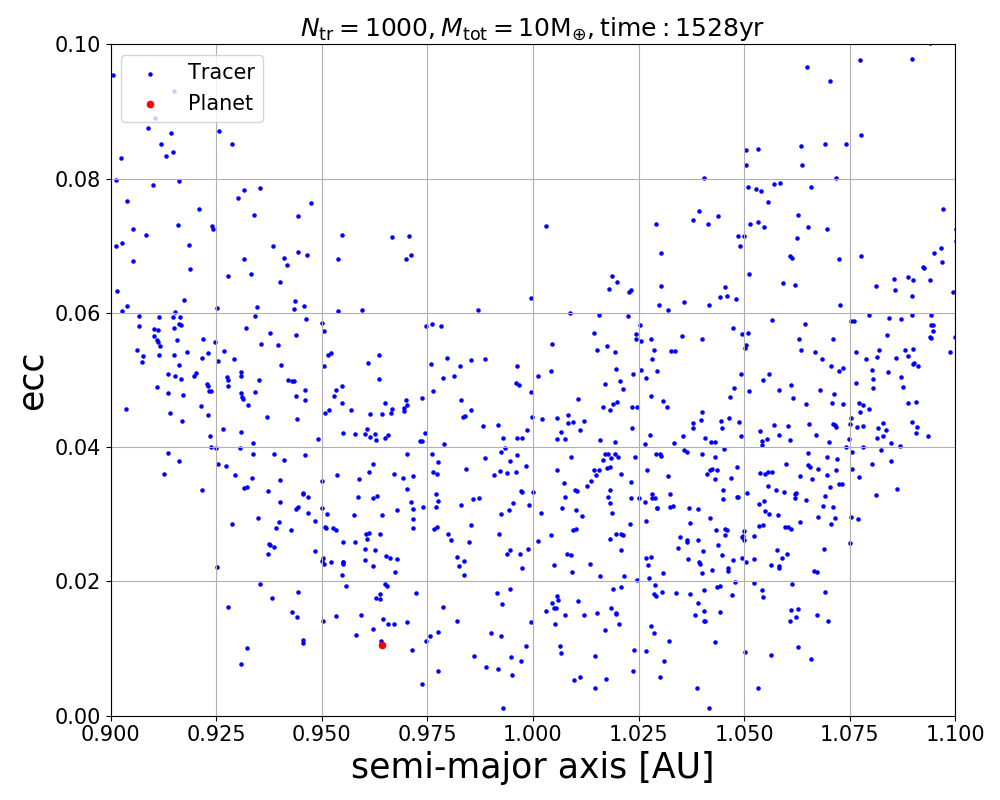 N_tr = 1000, M_tot = 10M_⊕, time : 1528yr
0.10
Tracer
Planet
0.08
0.06
ecc
0.04
0.02
0.00
0.900 0.925 0.950 0.975 1.000 1.025 1.050 1.075 1.100
semi-major axis [AU]